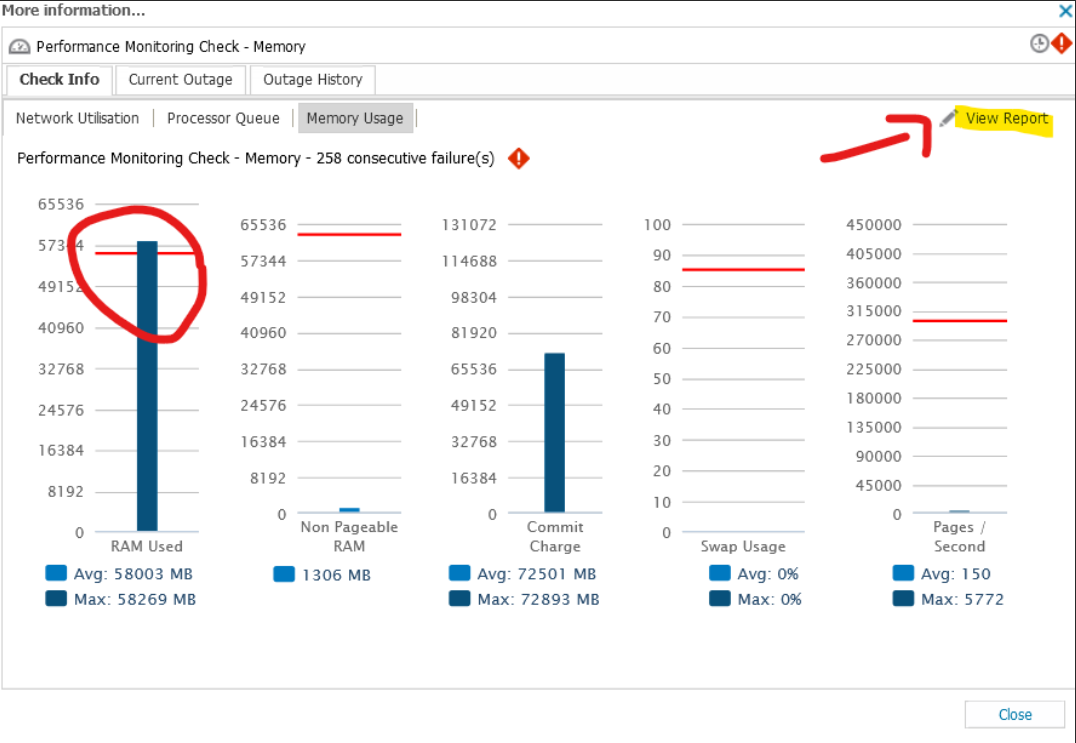 More information...
Performance Monitoring Check - Memory
Check Info Current Outage Outage History
Network Utilisation Processor Queue Memory Usage View Report
Performance Monitoring Check - Memory - 258 consecutive failure(s)
65536
57344
49152
40960
32768
24576
16384
8192
0
RAM Used
Avg: 58003 MB
Max: 58269 MB
65536
57344
49152
40960
32768
24576
16384
8192
0
Non Pageable
RAM
1306 MB
131072
114688
98304
81920
65536
49152
32768
16384
0
Commit
Charge
Avg: 72501 MB
Max: 72893 MB
100
90
80
70
60
50
40
30
20
10
0
Swap Usage
Avg: 0%
Max: 0%
450000
405000
360000
315000
270000
225000
180000
135000
90000
45000
0
Pages /
Second
Avg: 150
Max: 5772
Close